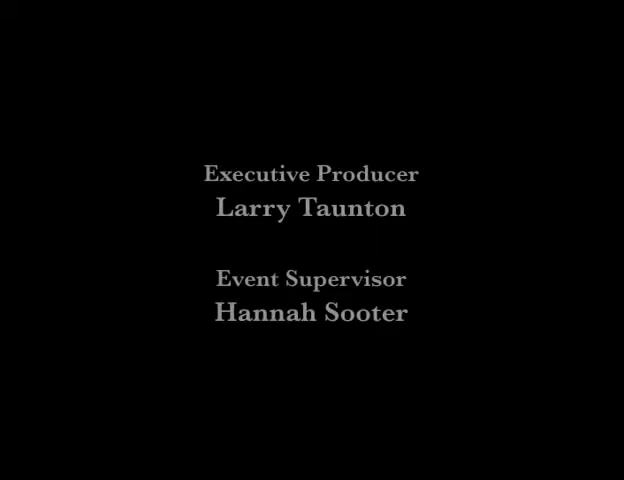 Executive Producer
Larry Taunton
Event Supervisor
Hannah Sooter